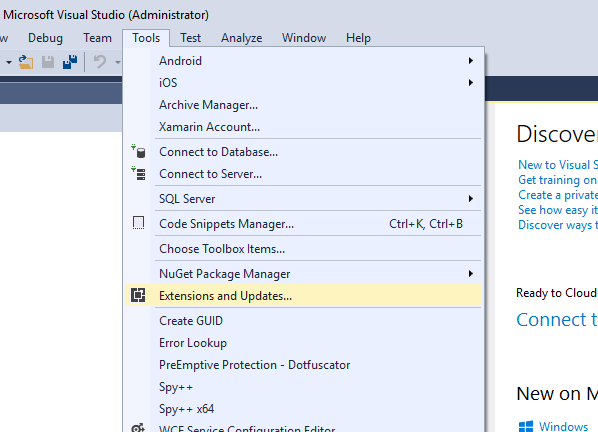 Microsoft Visual Studio (Administrator)
w Debug Team Tools Test Analyze Window Help
Android
iOS
Archive Manager...
Xamarin Account...
Connect to Database...
Connect to Server...
SQL Server
Code Snippets Manager... Ctrl+K, Ctrl+B
Choose Toolbox Items...
NuGet Package Manager
Extensions and Updates...
Create GUID
Error Lookup
PreEmptive Protection - Dotfuscator
Spy++
Spy++ x64
WCF Service Configuration Editor
Discove
New to Visual S
Get training on
Create a private
See how easy it
Discover ways t
Ready to Cloud
Connect t
New on M
Windows